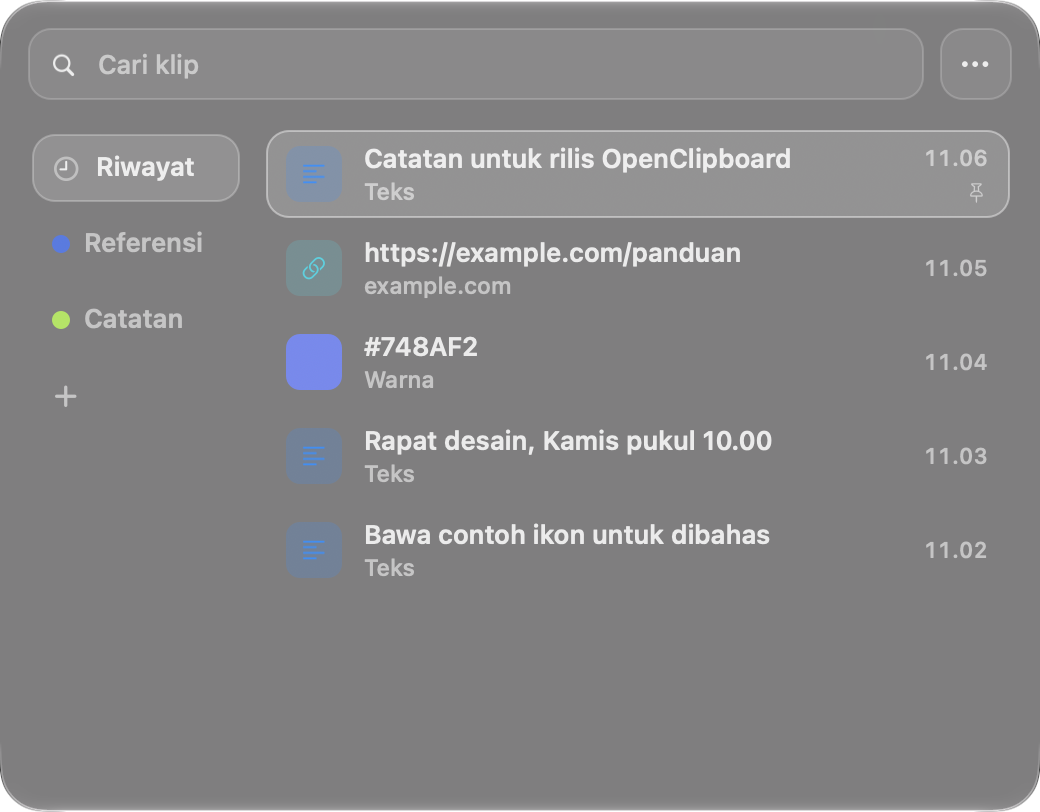 Cari klip
Riwayat
Referensi
Catatan
Catatan untuk rilis OpenClipboard
Teks
11.06
https://example.com/panduan
example.com
11.05
#748AF2
Warna
11.04
Rapat desain, Kamis pukul 10.00
Teks
11.03
Bawa contoh ikon untuk dibahas
Teks
11.02